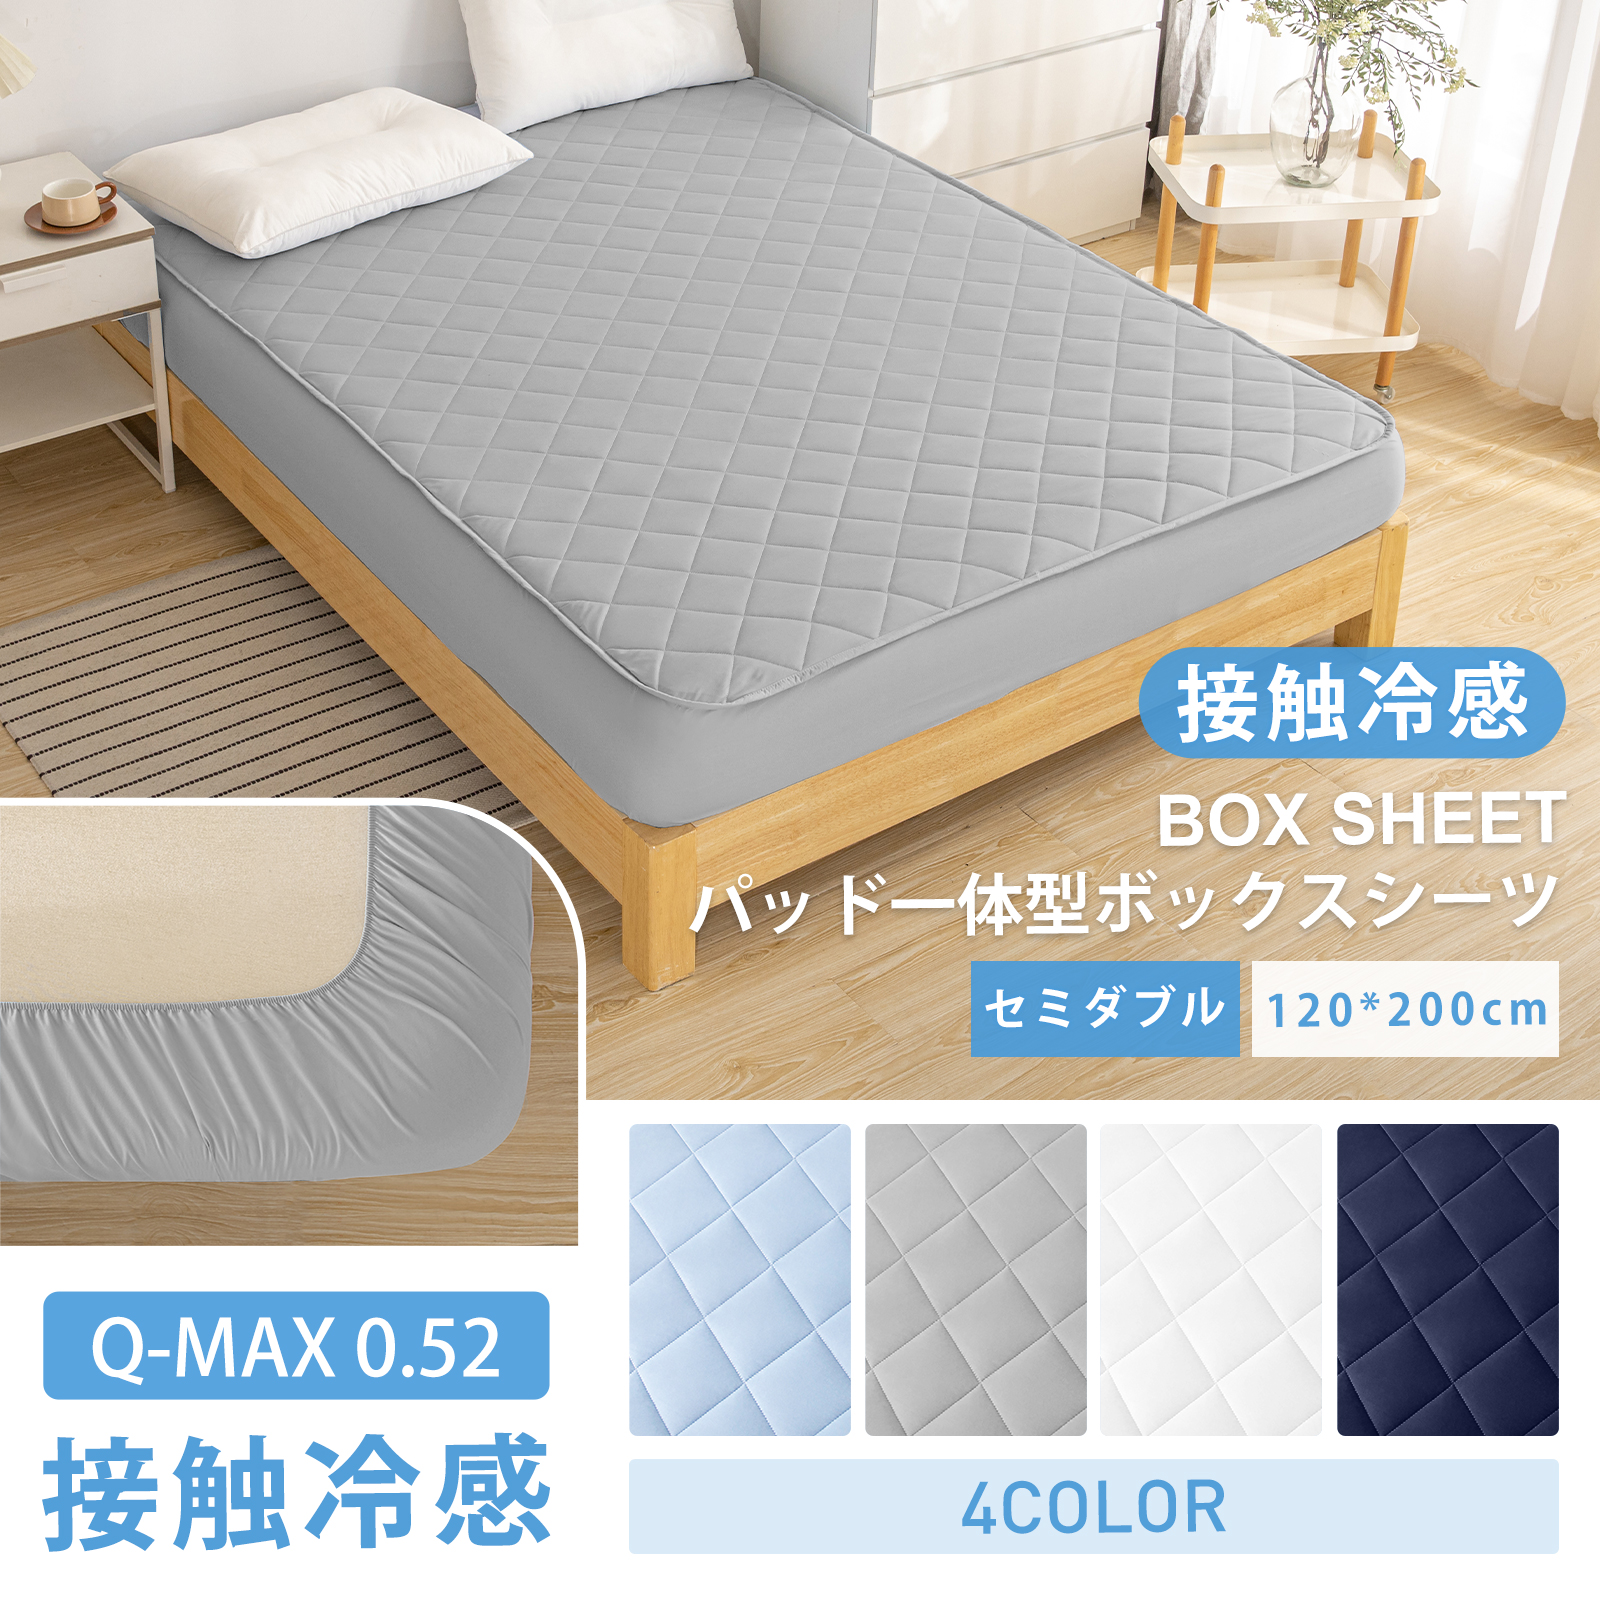 接触冷感
BOX SHEET
パッド一体型ボックスシーツ
セミダブル
120*200cm
Q-MAX 0.52
接触冷感
4COLOR